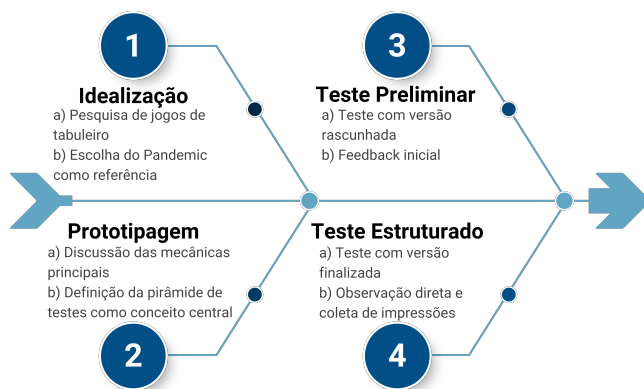 1
Idealização
a) Pesquisa de jogos de
tabuleiro
b) Escolha do Pandemic
como referência
2
Prototipagem
a) Discussão das mecânicas
principais
b) Definição da pirâmide de
testes como conceito central
3
Teste Preliminar
a) Teste com versão
rascunhada
b) Feedback inicial
4
Teste Estruturado
a) Teste com versão
finalizada
b) Observação direta e
coleta de impressões